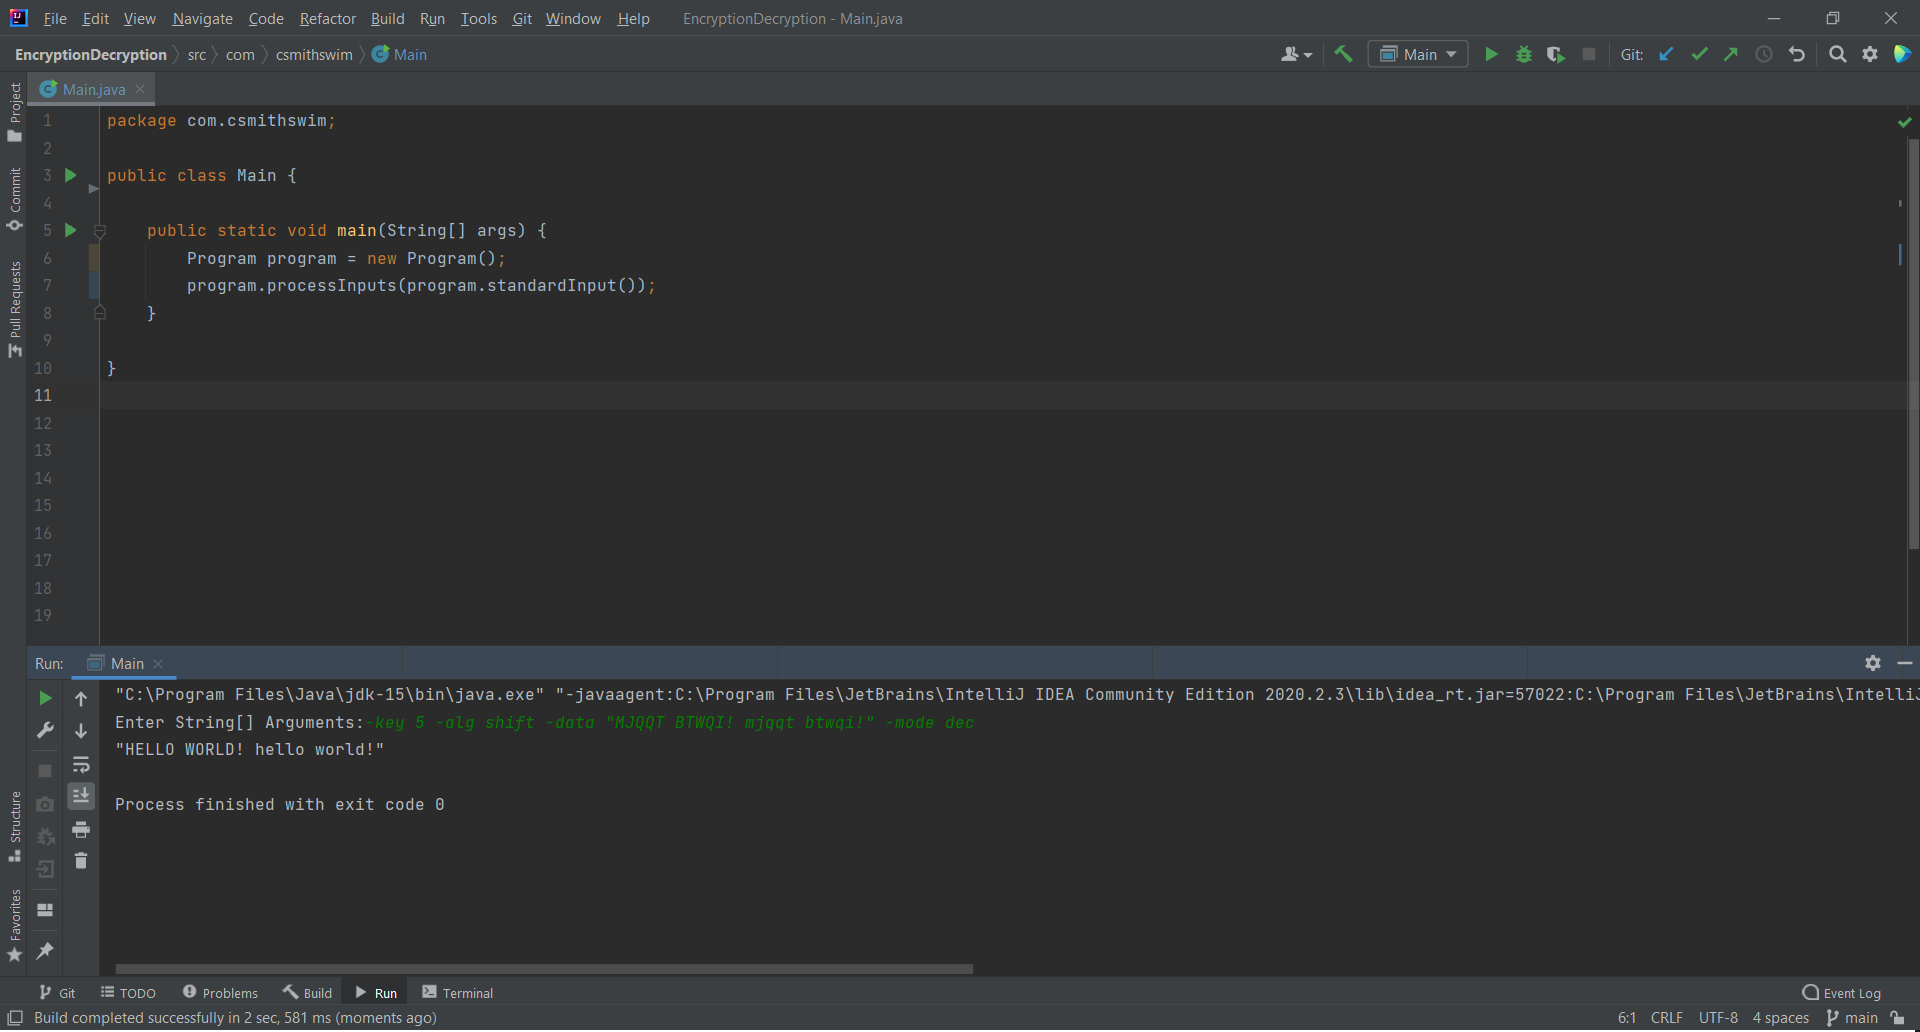 File Edit View Navigate Code Refactor Build Run Tools Git Window Help EncryptionDecryption - Main.java
EncryptionDecryption src com csmithswim Main Main Git:
Main.java
Project
Commit
Pull Requests
Structure
Favorites
1 package com.csmithswim;
2
3 public class Main {
4
5 public static void main(String[] args) {
6 Program program = new Program();
7 program.processInputs(program.standardInput());
8 }
9
10 }
11
12
13
14
15
16
17
18
19
Run: Main
"C:\Program Files\Java\jdk-15\bin\java.exe" "-javaagent:C:\Program Files\JetBrains\IntelliJ IDEA Community Edition 2020.2.3\lib\idea_rt.jar=57022:C:\Program Files\JetBrains\IntelliJ
Enter String[] Arguments:-key 5 -alg shift -data "MJQQT BTWQI! mjqqt btwqi!" -mode dec
"HELLO WORLD! hello world!"
Process finished with exit code 0
Git TODO Problems Build Run Terminal Event Log
Build completed successfully in 2 sec, 581 ms (moments ago) 6:1 CRLF UTF-8 4 spaces main